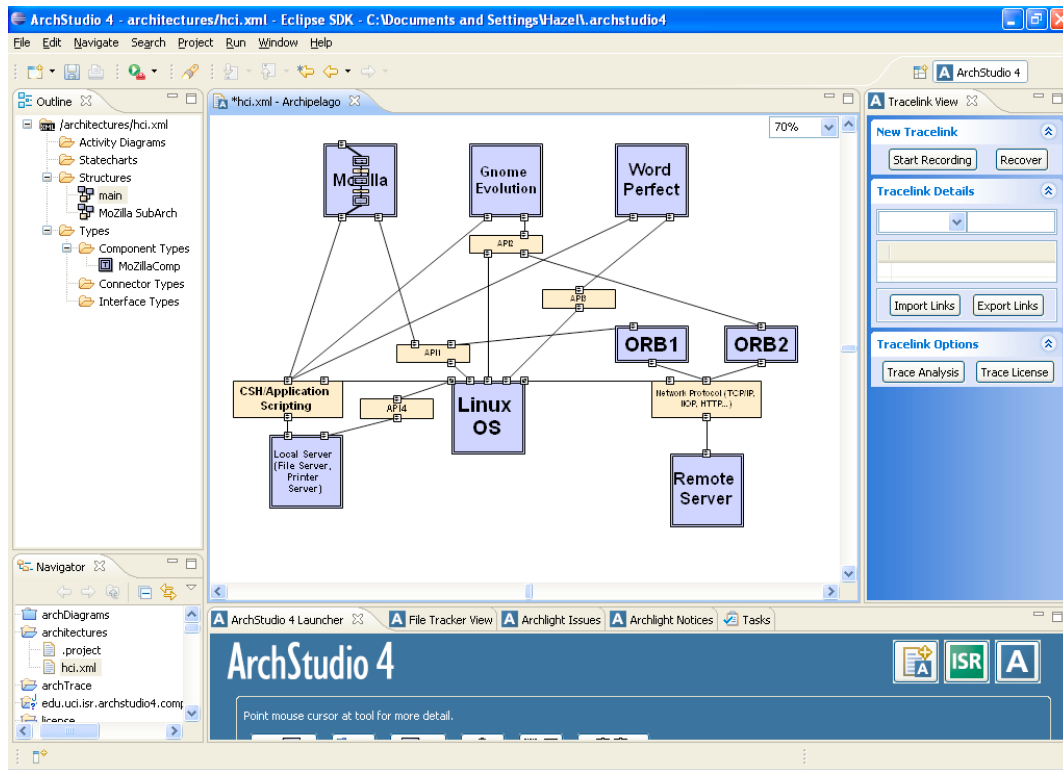 ArchStudio 4 - architectures/hci.xml - Eclipse SDK - C:\Documents and Settings\Hazel\.archstudio4
File Edit Navigate Search Project Run Window Help
ArchStudio 4
Outline
/architectures/hci.xml
Activity Diagrams
Statecharts
Structures
main
MoZilla SubArch
Types
Component Types
MoZillaComp
Connector Types
Interface Types
*hci.xml - Archipelago
70%
Gnome
Evolution
Word
Perfect
API2
ORB1
ORB2
API1
CSH/Application
Scripting
API4
Linux
OS
Network Protocol (TCP/IP,
IIOP, HTTP...)
Local Server
(File Server,
Printer
Server)
Remote
Server
Tracelink View
New Tracelink
Start Recording
Recover
Tracelink Details
Import Links
Export Links
Tracelink Options
Trace Analysis
Trace License
Navigator
archDiagrams
architectures
.project
hci.xml
archTrace
edu.uci.isr.archstudio4.comp
license
ArchStudio 4 Launcher
File Tracker View
Archlight Issues
Archlight Notices
Tasks
ArchStudio 4
ISR
A
Point mouse cursor at tool for more detail.